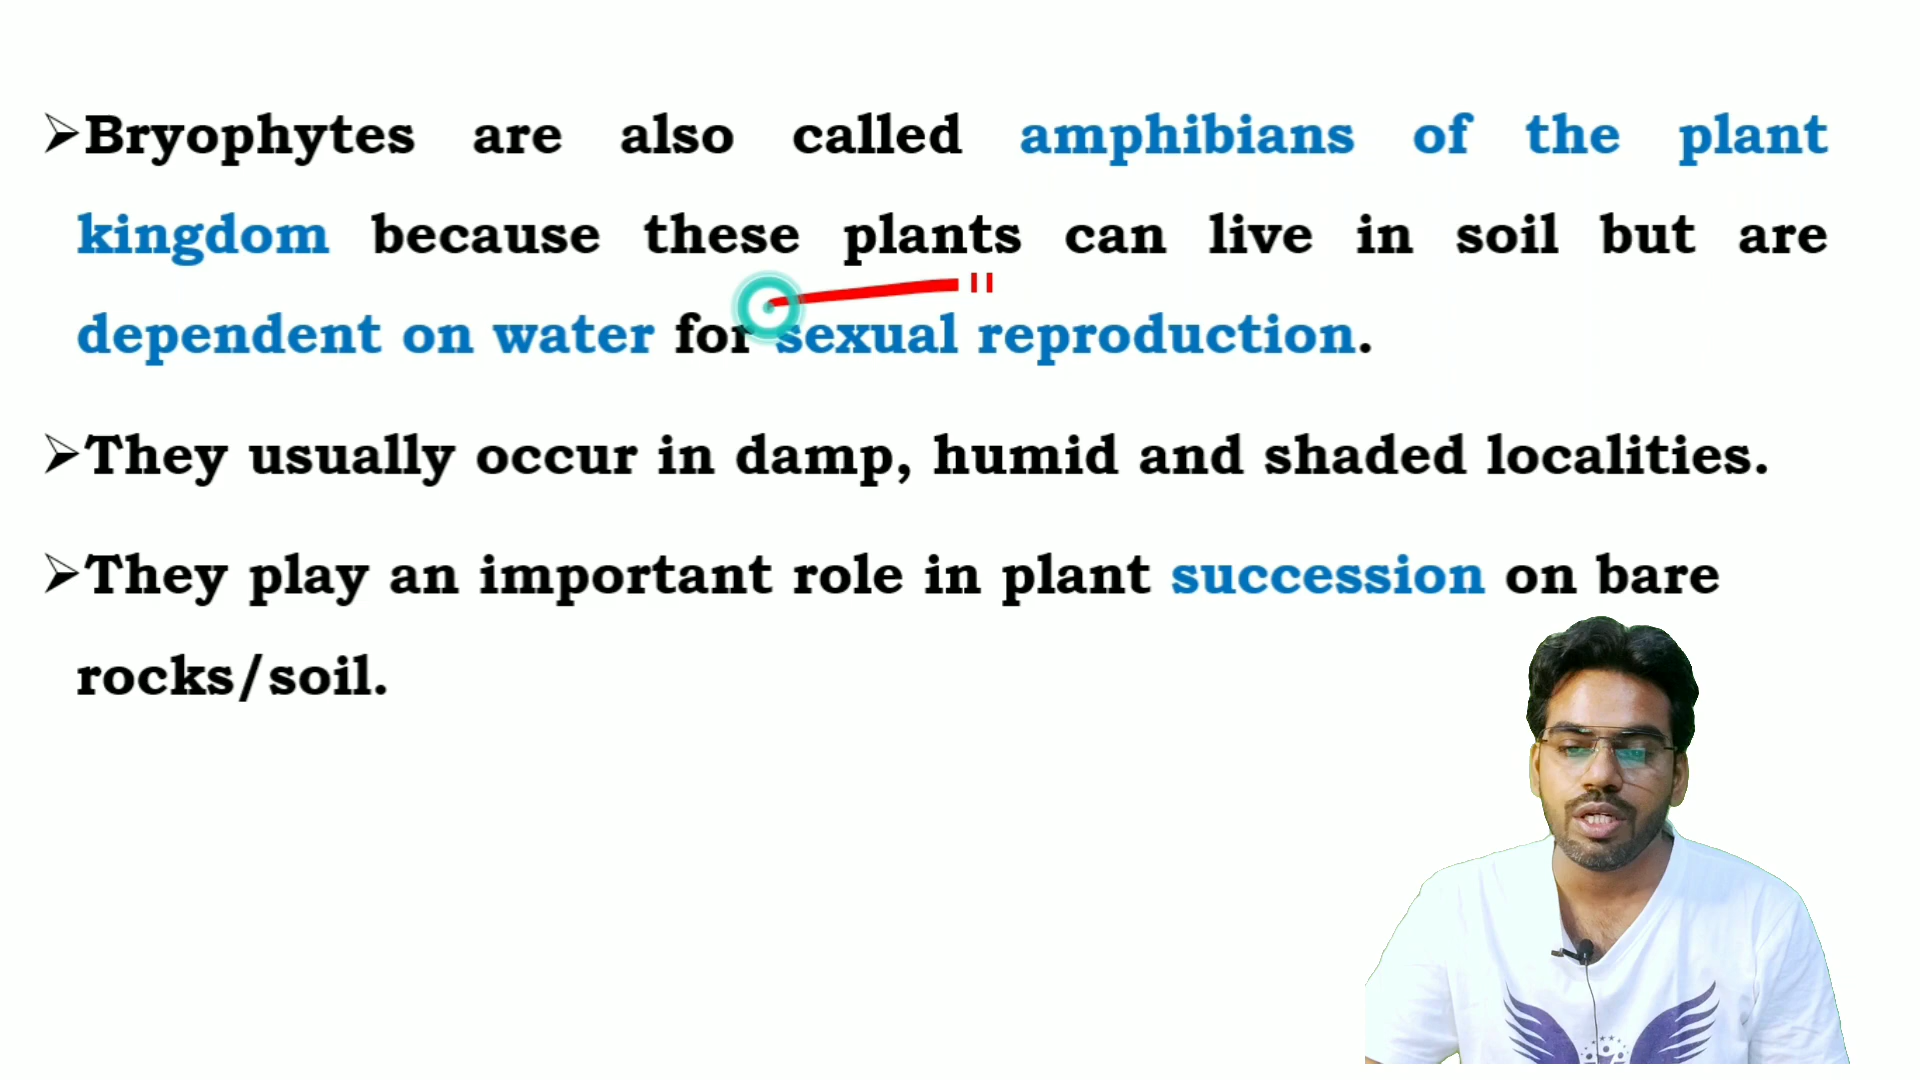 ➢Bryophytes are also called amphibians of the plant
kingdom because these plants can live in soil but are
dependent on water for sexual reproduction.
➢They usually occur in damp, humid and shaded localities.
➢They play an important role in plant succession on bare
rocks/soil.